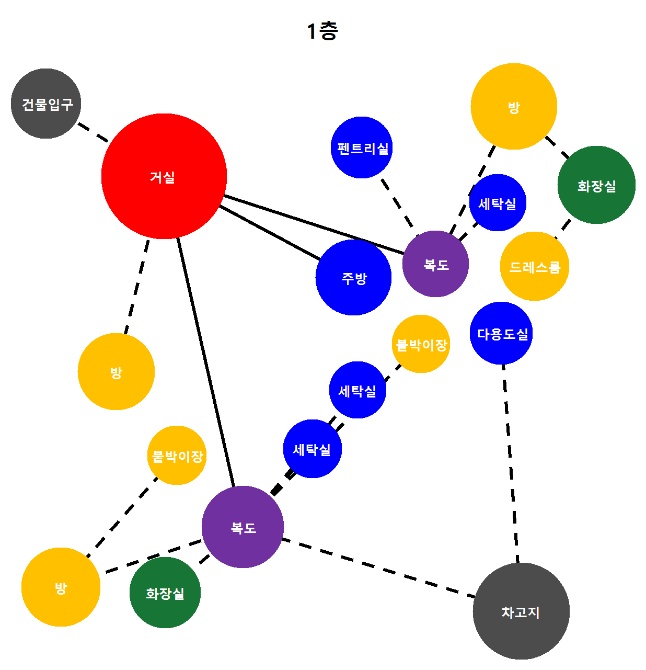 1층
건물입구
거실
펜트리실
방
화장실
세탁실
복도
드레스룸
주방
다용도실
붙박이장
방
세탁실
세탁실
붙박이장
복도
방
화장실
차고지